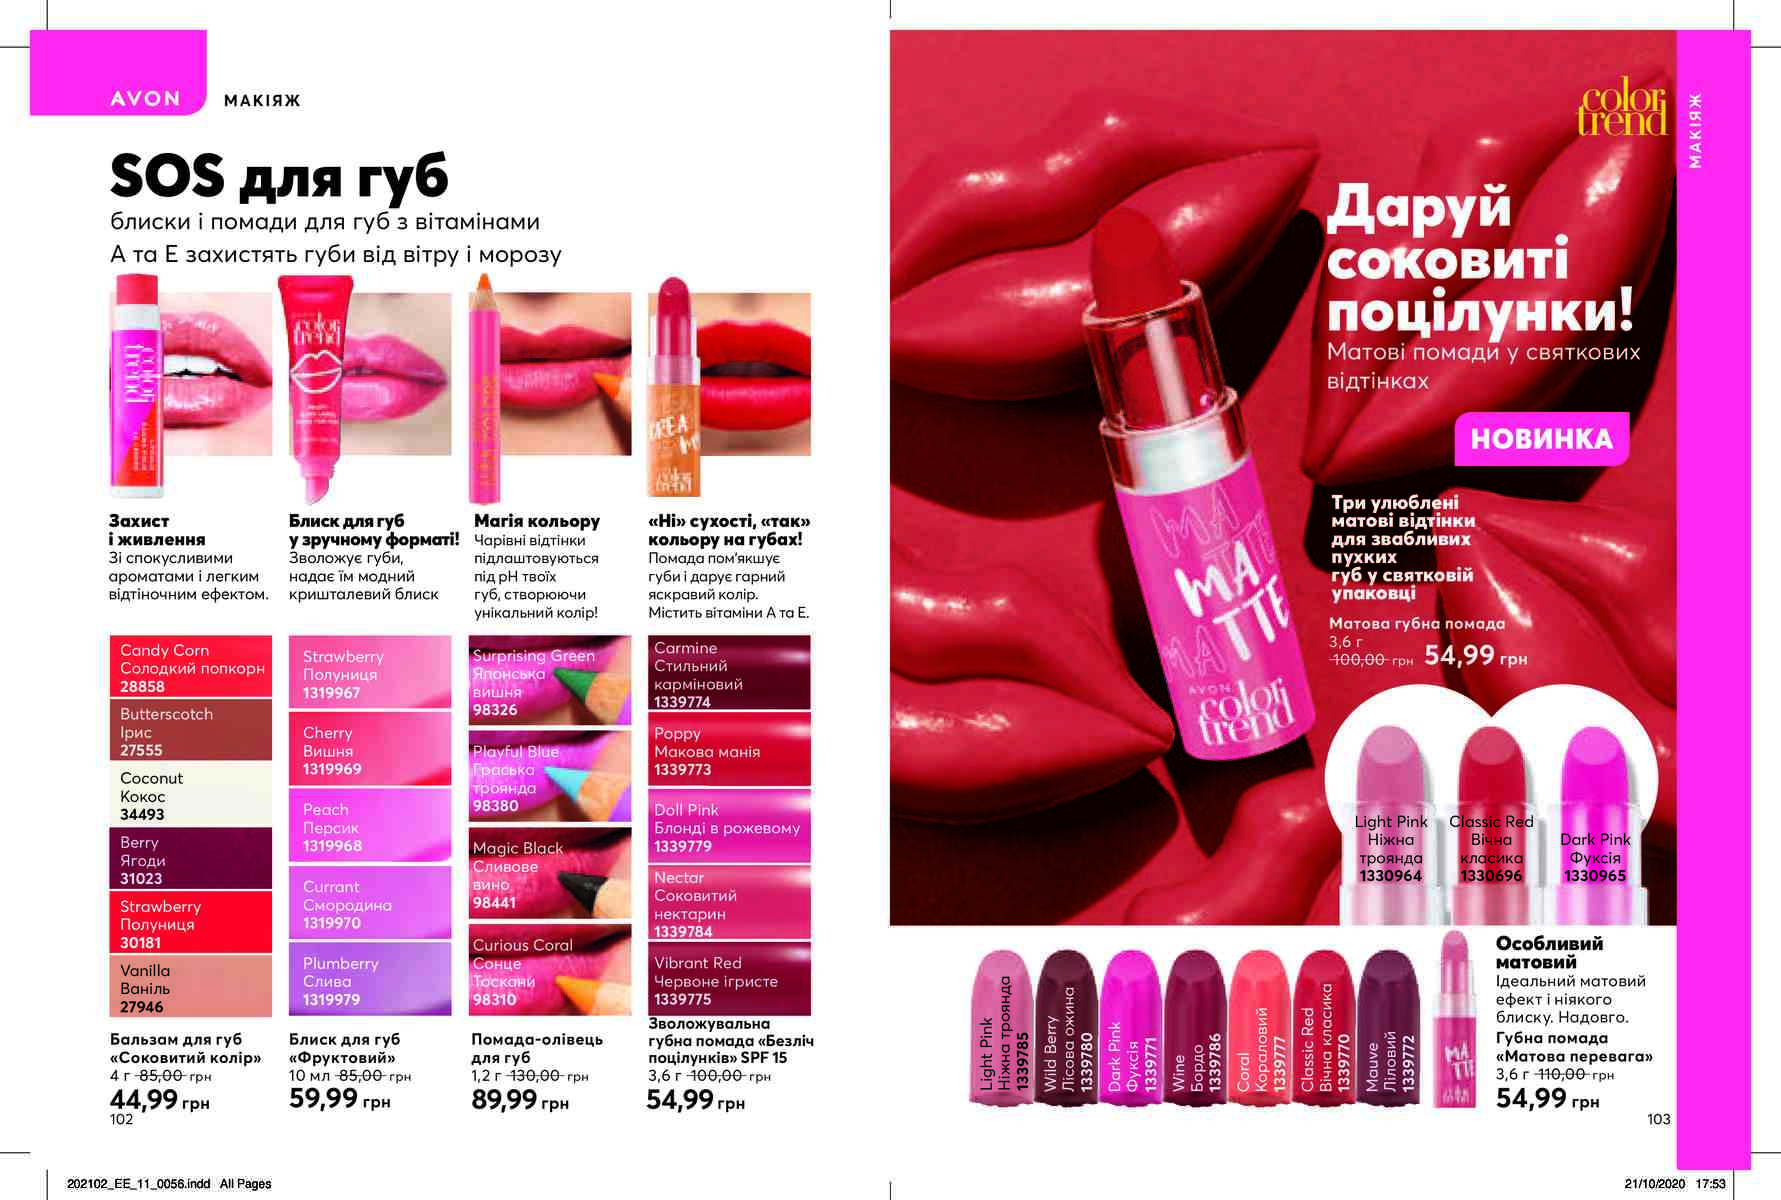 AVON
МАКІЯЖ
SOS для губ
блиски і помади для губ з вітамінами
А та Е захистять губи від вітру і морозу
Захист
і живлення
Зі спокусливими
ароматами і легким
відтіночним ефектом.
Блиск для губ
у зручному форматі!
Зволожує губи,
надає їм модний
кришталевий блиск
Магія кольору
Чарівні відтінки
підлаштовуються
під pH твоїх
губ, створюючи
унікальний колір!
«Ні» сухості, «так»
кольору на губах!
Помада пом'якшує
губи і дарує гарний
яскравий колір.
Містить вітаміни А та Е.
Candy Corn
Солодкий попкорн
28858
Butterscotch
Ірис
27555
Coconut
Кокос
34493
Berry
Ягоди
31023
Strawberry
Полуниця
30181
Vanilla
Ваніль
27946
Бальзам для губ
«Соковитий колір»
4 г 85,00 грн
44,99 грн
Strawberry
Полуниця
1319967
Cherry
Вишня
1319969
Peach
Персик
1319968
Currant
Смородина
1319970
Plumberry
Слива
1319979
Блиск для губ
«Фруктовий»
10 мл 85,00 грн
59,99 грн
Surprising Green
Японська
вишня
98326
Playful Blue
Граська
троянда
98380
Magic Black
Сливове
вино
98441
Curious Coral
Сонце
Тоскани
98310
Помада-олівець
для губ
1,2 г 130,00 грн
89,99 грн
Carmine
Стильний
карміновий
1339774
Poppy
Макова манія
1339773
Doll Pink
Блонді в рожевому
1339779
Nectar
Соковитий
нектарин
1339784
Vibrant Red
Червоне ігристе
1339775
Зволожувальна
губна помада «Безліч
поцілунків» SPF 15
3,6 г 100,00 грн
54,99 грн
102
color
trend
МАКІЯЖ
Даруй
соковиті
поцілунки!
Матові помади у святкових
відтінках
НОВИНКА
Три улюблені
матові відтінки
для звабливих
пухких
губ у святковій
упаковці
Матова губна помада
3,6 г
100,00 грн 54,99 грн
MA
TTE
AVON
color
trend
Light Pink
Ніжна
троянда
1330964
Classic Red
Вічна
класика
1330696
Dark Pink
Фуксія
1330965
Light Pink
Ніжна троянда
1339785
Wild Berry
Лісова ожина
1339780
Dark Pink
Фуксія
1339771
Wine
Бордо
1339786
Coral
Кораловий
1339777
Classic Red
Вічна класика
1339770
Mauve
Ліловий
1339772
MA
TTE
Особливий
матовий
Ідеальний матовий
ефект і ніякого
блиску. Надовго.
Губна помада
«Матова перевага»
3,6 г 110,00 грн
54,99 грн
103
202102_EE_11_0056.indd All Pages
21/10/2020 17:53